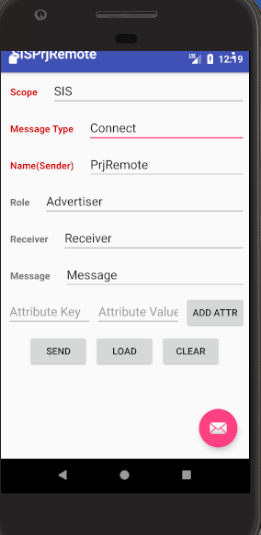 SISPrjRemote
12:19
Scope SIS
Message Type Connect
Name(Sender) PrjRemote
Role Advertiser
Receiver Receiver
Message Message
Attribute Key Attribute Value ADD ATTR
SEND LOAD CLEAR